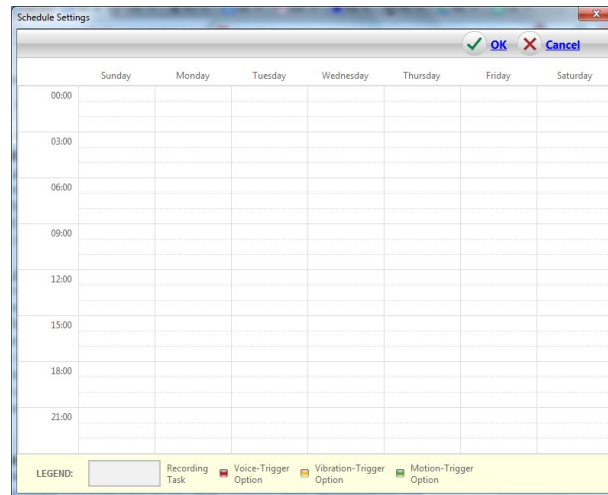 Schedule Settings
OK Cancel
Sunday Monday Tuesday Wednesday Thursday Friday Saturday
00:00
03:00
06:00
09:00
12:00
15:00
18:00
21:00
LEGEND: Recording Task Voice-Trigger Option Vibration-Trigger Option Motion-Trigger Option